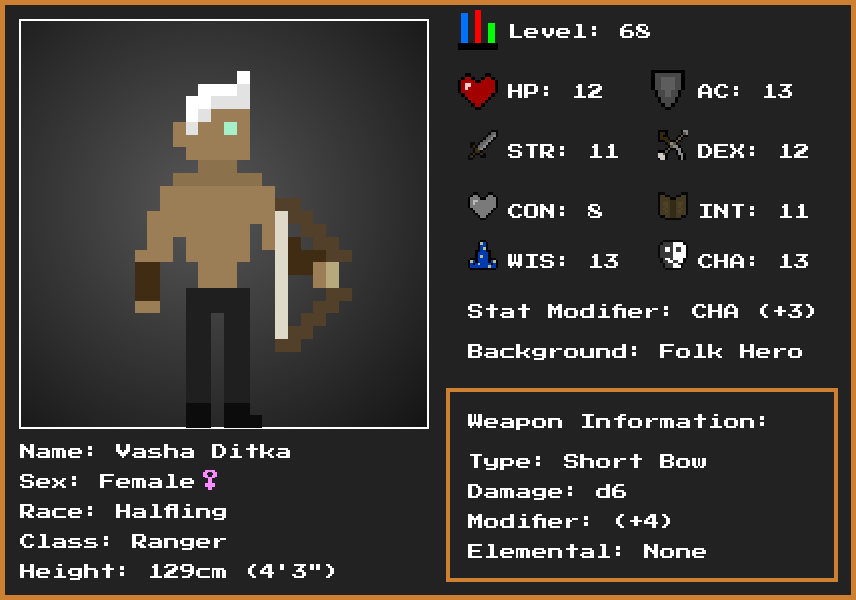 Level: 68
HP: 12
AC: 13
STR: 11
DEX: 12
CON: 8
INT: 11
WIS: 13
CHA: 13
Stat Modifier: CHA (+3)
Background: Folk Hero
Weapon Information:
Type: Short Bow
Damage: d6
Modifier: (+4)
Elemental: None
Name: Vasha Ditka
Sex: Female♀
Race: Halfling
Class: Ranger
Height: 129cm (4'3")